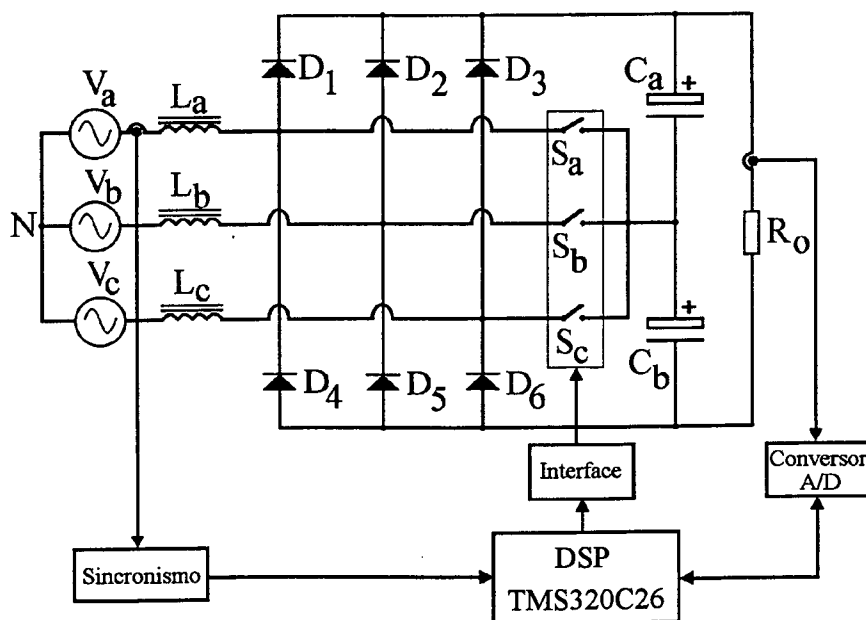 D1 D2 D3
Ca +
Va
La
Sa
Vb
Lb
N
Sb
Ro
Vc
Lc
+
Sc
Cb
D4 D5 D6
Interface
Conversor
A/D
DSP
TMS320C26
Sincronismo